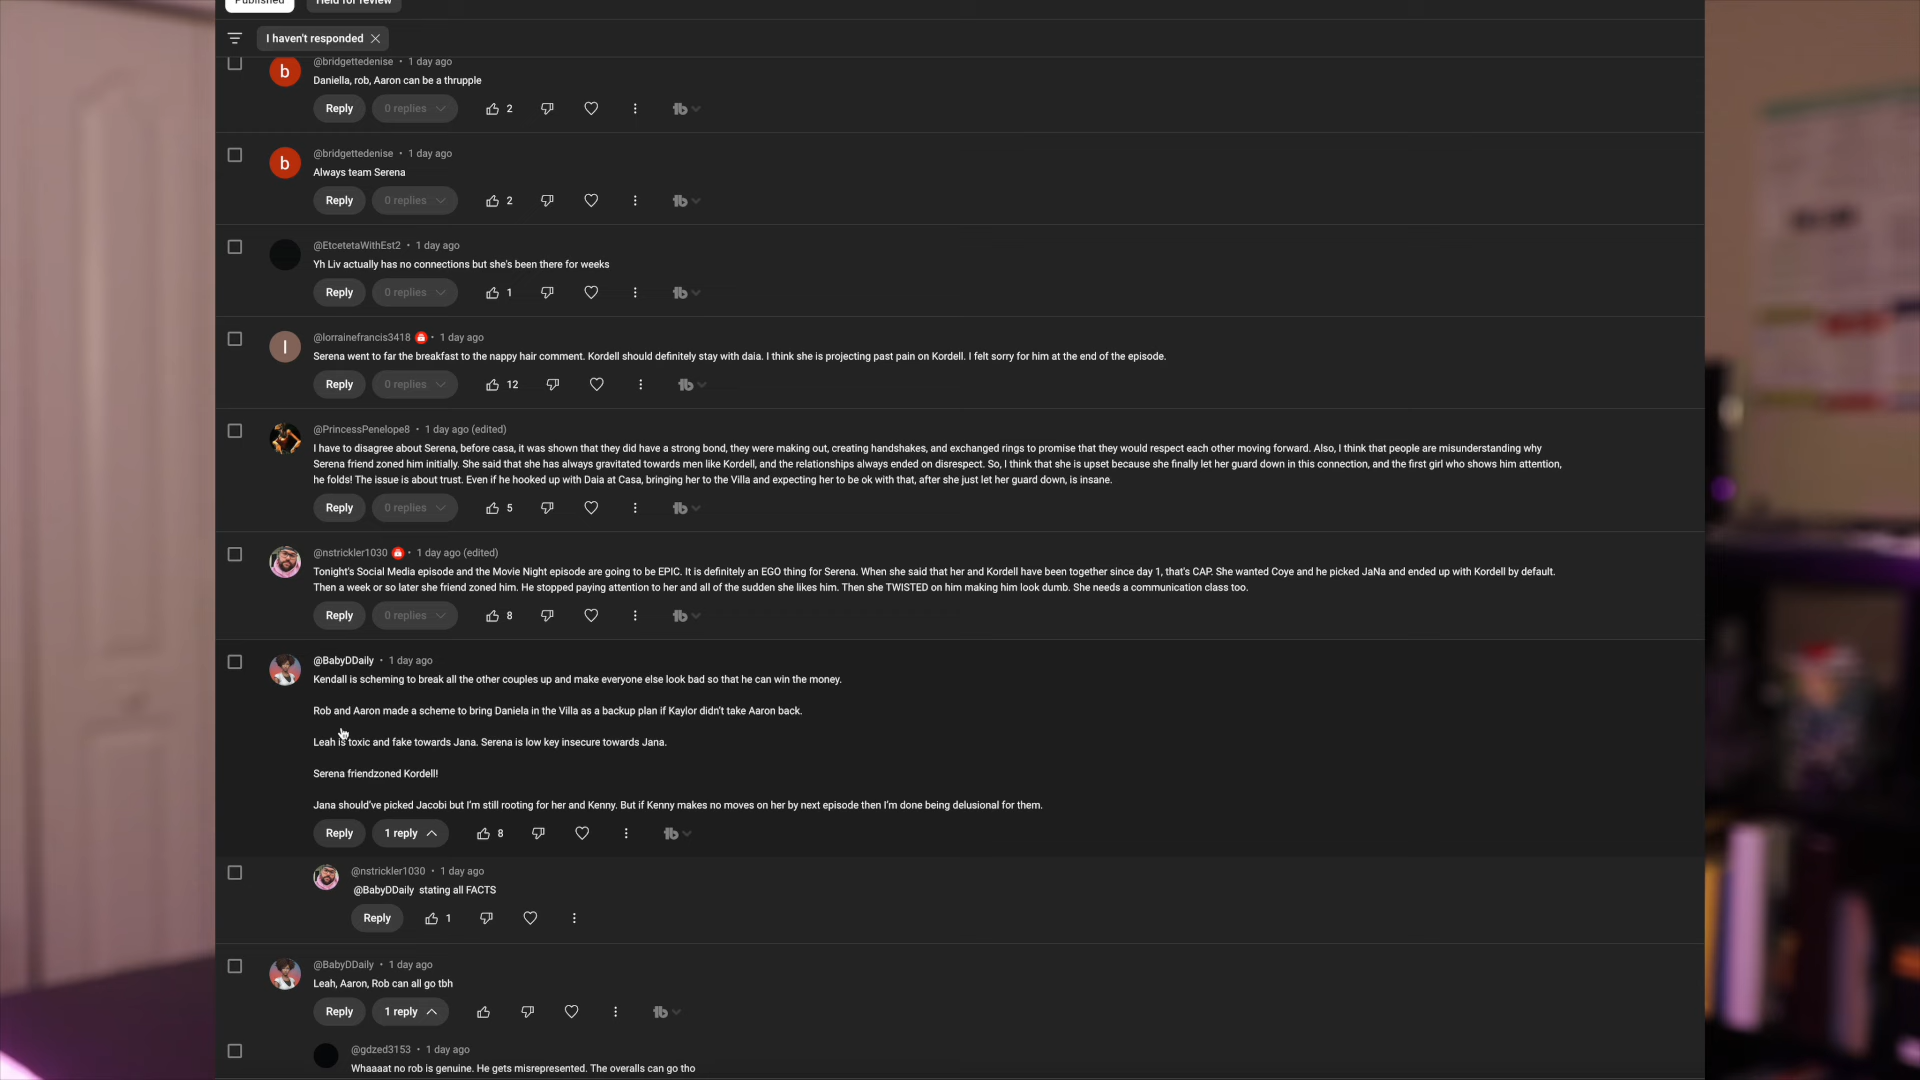 Published Held for review
I haven't responded
b @bridgettedenise • 1 day ago
Daniella, rob, Aaron can be a thrupple
Reply 0 replies 2
b @bridgettedenise • 1 day ago
Always team Serena
Reply 0 replies 2
@EtcetetaWithEst2 • 1 day ago
Yh Liv actually has no connections but she's been there for weeks
Reply 0 replies 1
l @lorrainefrancis3418 • 1 day ago
Serena went to far the breakfast to the nappy hair comment. Kordell should definitely stay with daia. I think she is projecting past pain on Kordell. I felt sorry for him at the end of the episode.
Reply 0 replies 12
@PrincessPenelope8 • 1 day ago (edited)
I have to disagree about Serena, before casa, it was shown that they did have a strong bond, they were making out, creating handshakes, and exchanged rings to promise that they would respect each other moving forward. Also, I think that people are misunderstanding why
Serena friend zoned him initially. She said that she has always gravitated towards men like Kordell, and the relationships always ended on disrespect. So, I think that she is upset because she finally let her guard down in this connection, and the first girl who shows him attention,
he folds! The issue is about trust. Even if he hooked up with Daia at Casa, bringing her to the Villa and expecting her to be ok with that, after she just let her guard down, is insane.
Reply 0 replies 5
@nstrickler1030 • 1 day ago (edited)
Tonight's Social Media episode and the Movie Night episode are going to be EPIC. It is definitely an EGO thing for Serena. When she said that her and Kordell have been together since day 1, that's CAP. She wanted Coye and he picked JaNa and ended up with Kordell by default.
Then a week or so later she friend zoned him. He stopped paying attention to her and all of the sudden she likes him. Then she TWISTED on him making him look dumb. She needs a communication class too.
Reply 0 replies 8
@BabyDDaily • 1 day ago
Kendall is scheming to break all the other couples up and make everyone else look bad so that he can win the money.
Rob and Aaron made a scheme to bring Daniela in the Villa as a backup plan if Kaylor didn't take Aaron back.
Leah is toxic and fake towards Jana. Serena is low key insecure towards Jana.
Serena friendzoned Kordell!
Jana should've picked Jacobi but I'm still rooting for her and Kenny. But if Kenny makes no moves on her by next episode then I'm done being delusional for them.
Reply 1 reply 8
@nstrickler1030 • 1 day ago
@BabyDDaily stating all FACTS
Reply 1
@BabyDDaily • 1 day ago
Leah, Aaron, Rob can all go tbh
Reply 1 reply
@gdzed3153 • 1 day ago
Whaaaat no rob is genuine. He gets misrepresented. The overalls can go tho